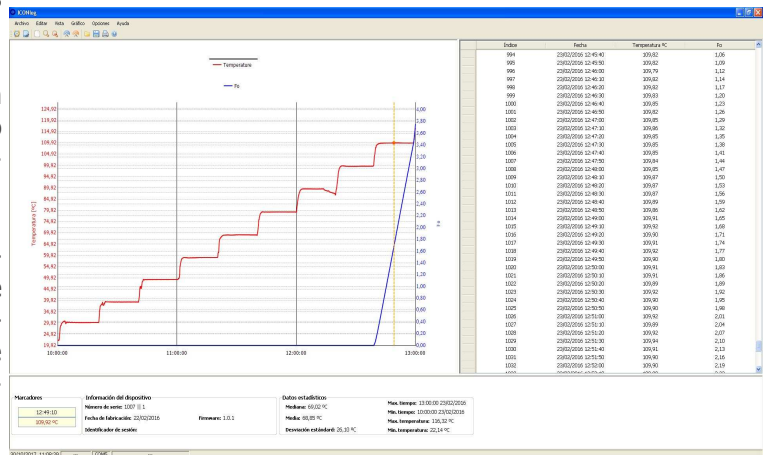 ICONlog
Archivo Editar Vista Gráfico Opciones Ayuda
Temperature
Fo
Temperatura [ºC]
Fo
124,92
119,92
114,92
109,92
104,92
99,92
94,92
89,92
84,92
79,92
74,92
69,92
64,92
59,92
54,92
49,92
44,92
39,92
34,92
29,92
24,92
19,92
4,00
3,80
3,60
3,40
3,20
3,00
2,80
2,60
2,40
2,20
2,00
1,80
1,60
1,40
1,20
1,00
0,80
0,60
0,40
0,20
0,00
10:00:00 11:00:00 12:00:00 13:00:00
Índice Fecha Temperatura ºC Fo
994 23/02/2016 12:45:40 109,82 1,06
995 23/02/2016 12:45:50 109,82 1,09
996 23/02/2016 12:46:00 109,79 1,12
997 23/02/2016 12:46:10 109,82 1,14
998 23/02/2016 12:46:20 109,82 1,17
999 23/02/2016 12:46:30 109,83 1,20
1000 23/02/2016 12:46:40 109,85 1,23
1001 23/02/2016 12:46:50 109,82 1,26
1002 23/02/2016 12:47:00 109,85 1,29
1003 23/02/2016 12:47:10 109,86 1,32
1004 23/02/2016 12:47:20 109,85 1,35
1005 23/02/2016 12:47:30 109,85 1,38
1006 23/02/2016 12:47:40 109,85 1,41
1007 23/02/2016 12:47:50 109,84 1,44
1008 23/02/2016 12:48:00 109,85 1,47
1009 23/02/2016 12:48:10 109,87 1,50
1010 23/02/2016 12:48:20 109,87 1,53
1011 23/02/2016 12:48:30 109,87 1,56
1012 23/02/2016 12:48:40 109,89 1,59
1013 23/02/2016 12:48:50 109,86 1,62
1014 23/02/2016 12:49:00 109,91 1,65
1015 23/02/2016 12:49:10 109,92 1,68
1016 23/02/2016 12:49:20 109,90 1,71
1017 23/02/2016 12:49:30 109,91 1,74
1018 23/02/2016 12:49:40 109,92 1,77
1019 23/02/2016 12:49:50 109,90 1,80
1020 23/02/2016 12:50:00 109,91 1,83
1021 23/02/2016 12:50:10 109,91 1,86
1022 23/02/2016 12:50:20 109,89 1,89
1023 23/02/2016 12:50:30 109,92 1,92
1024 23/02/2016 12:50:40 109,90 1,95
1025 23/02/2016 12:50:50 109,90 1,98
1026 23/02/2016 12:51:00 109,92 2,01
1027 23/02/2016 12:51:10 109,89 2,04
1028 23/02/2016 12:51:20 109,92 2,07
1029 23/02/2016 12:51:30 109,94 2,10
1030 23/02/2016 12:51:40 109,91 2,13
1031 23/02/2016 12:51:50 109,90 2,16
1032 23/02/2016 12:52:00 109,90 2,19
Marcadores
12:49:10
109,92 ºC
Información del dispositivo
Número de serie: 1007 || 1
Fecha de fabricación: 22/02/2016 Firmware: 1.0.1
Identificador de sesión:
Datos estadísticos
Mediana: 69,02 ºC
Media: 68,85 ºC
Desviación estándard: 26,10 ºC
Max. tiempo: 13:00:00 23/02/2016
Min. tiempo: 10:00:00 23/02/2016
Max. temperatura: 116,32 ºC
Min. temperatura: 22,14 ºC